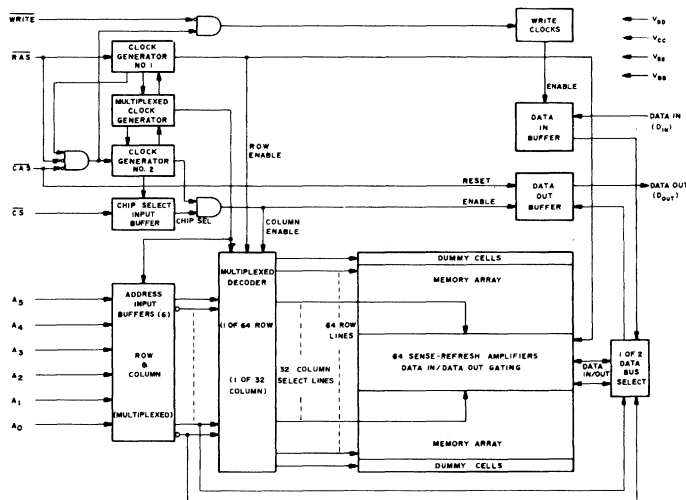 WRITE
RAS
CLOCK
GENERATOR
NO. 1
MULTIPLEXED
CLOCK
GENERATOR
CLOCK
GENERATOR
NO. 2
CAS
CS
CHIP SELECT
INPUT
BUFFER
CHIP SEL
ROW
ENABLE
COLUMN
ENABLE
WRITE
CLOCKS
ENABLE
DATA
IN
BUFFER
DATA IN
(DIN)
RESET
ENABLE
DATA
OUT
BUFFER
DATA OUT
(DOUT)
VDD
VCC
VSS
VBB
A5
A4
A3
A2
A1
A0
ADDRESS
INPUT
BUFFERS (6)
ROW
&
COLUMN
(MULTIPLEXED)
MULTIPLEXED
DECODER
(1 OF 64 ROW
(1 OF 32
COLUMN)
64 ROW
LINES
32 COLUMN
SELECT LINES
DUMMY CELLS
MEMORY ARRAY
64 SENSE-REFRESH AMPLIFIERS
DATA IN/DATA OUT GATING
MEMORY ARRAY
DUMMY CELLS
DATA
IN/OUT
1 OF 2
DATA
BUS
SELECT